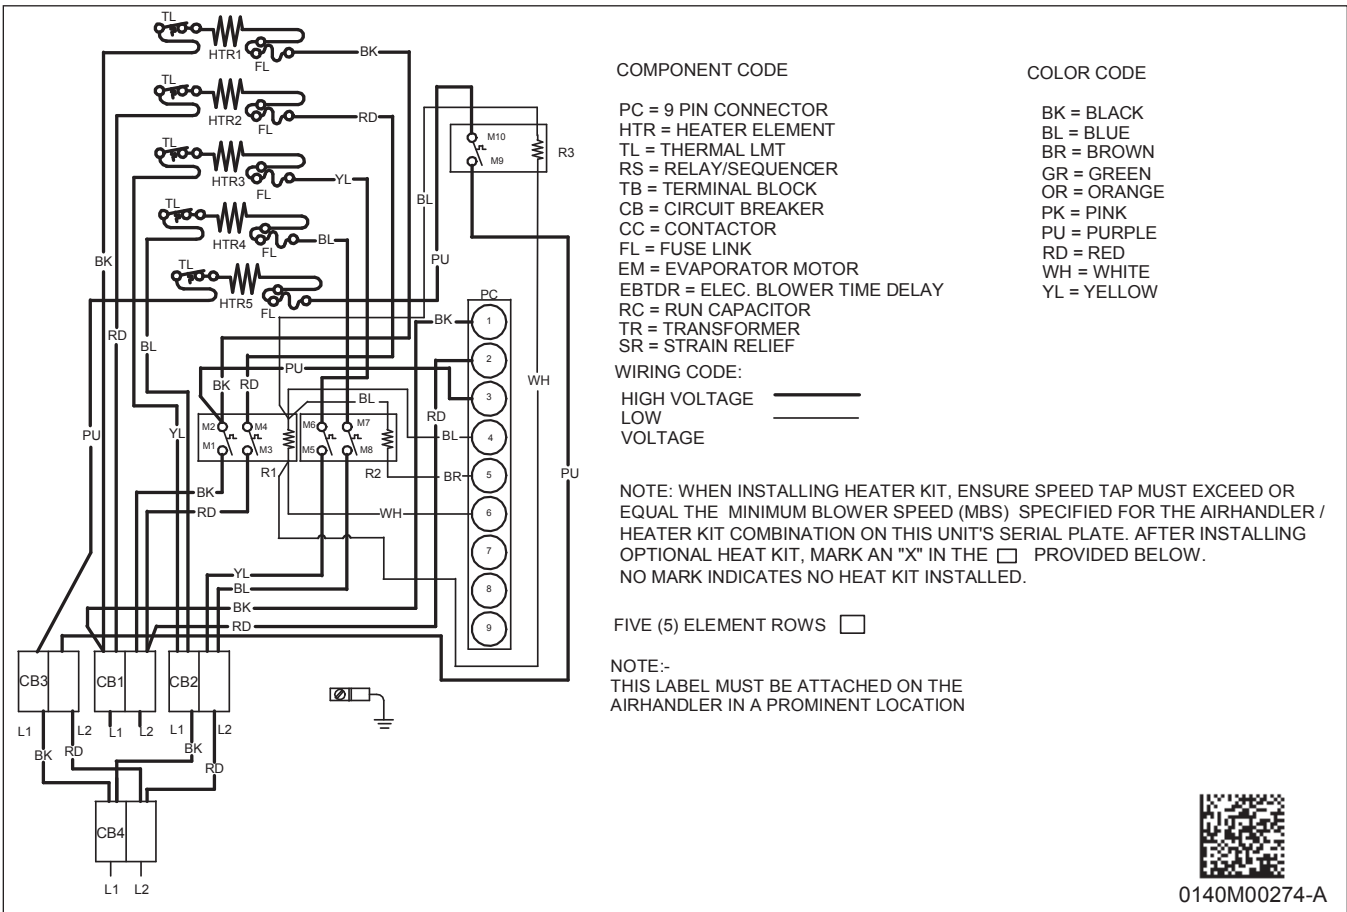 TL
HTR1
FL
BK
TL
HTR2
FL
RD
TL
HTR3
FL
YL
TL
HTR4
FL
BL
TL
HTR5
FL
M10
M9
R3
BL
PU
BK
RD
BL
PU
YL
BK
RD
PU
BL
WH
PU
M2
M4
M1
M3
R1
M6
M7
M5
M8
R2
BK
RD
YL
BL
BK
RD
PC
BK
1
2
3
RD
BL
4
BR
5
WH
6
7
8
9
CB3
CB1
CB2
L1
L2
L1
L2
L1
L2
BK
RD
BK
RD
CB4
L1
L2
COMPONENT CODE
PC = 9 PIN CONNECTOR
HTR = HEATER ELEMENT
TL = THERMAL LMT
RS = RELAY/SEQUENCER
TB = TERMINAL BLOCK
CB = CIRCUIT BREAKER
CC = CONTACTOR
FL = FUSE LINK
EM = EVAPORATOR MOTOR
EBTDR = ELEC. BLOWER TIME DELAY
RC = RUN CAPACITOR
TR = TRANSFORMER
SR = STRAIN RELIEF
WIRING CODE:
HIGH VOLTAGE
LOW
VOLTAGE
COLOR CODE
BK = BLACK
BL = BLUE
BR = BROWN
GR = GREEN
OR = ORANGE
PK = PINK
PU = PURPLE
RD = RED
WH = WHITE
YL = YELLOW
NOTE: WHEN INSTALLING HEATER KIT, ENSURE SPEED TAP MUST EXCEED OR
EQUAL THE MINIMUM BLOWER SPEED (MBS) SPECIFIED FOR THE AIRHANDLER /
HEATER KIT COMBINATION ON THIS UNIT'S SERIAL PLATE. AFTER INSTALLING
OPTIONAL HEAT KIT, MARK AN "X" IN THE PROVIDED BELOW.
NO MARK INDICATES NO HEAT KIT INSTALLED.
FIVE (5) ELEMENT ROWS
NOTE:-
THIS LABEL MUST BE ATTACHED ON THE
AIRHANDLER IN A PROMINENT LOCATION
0140M00274-A